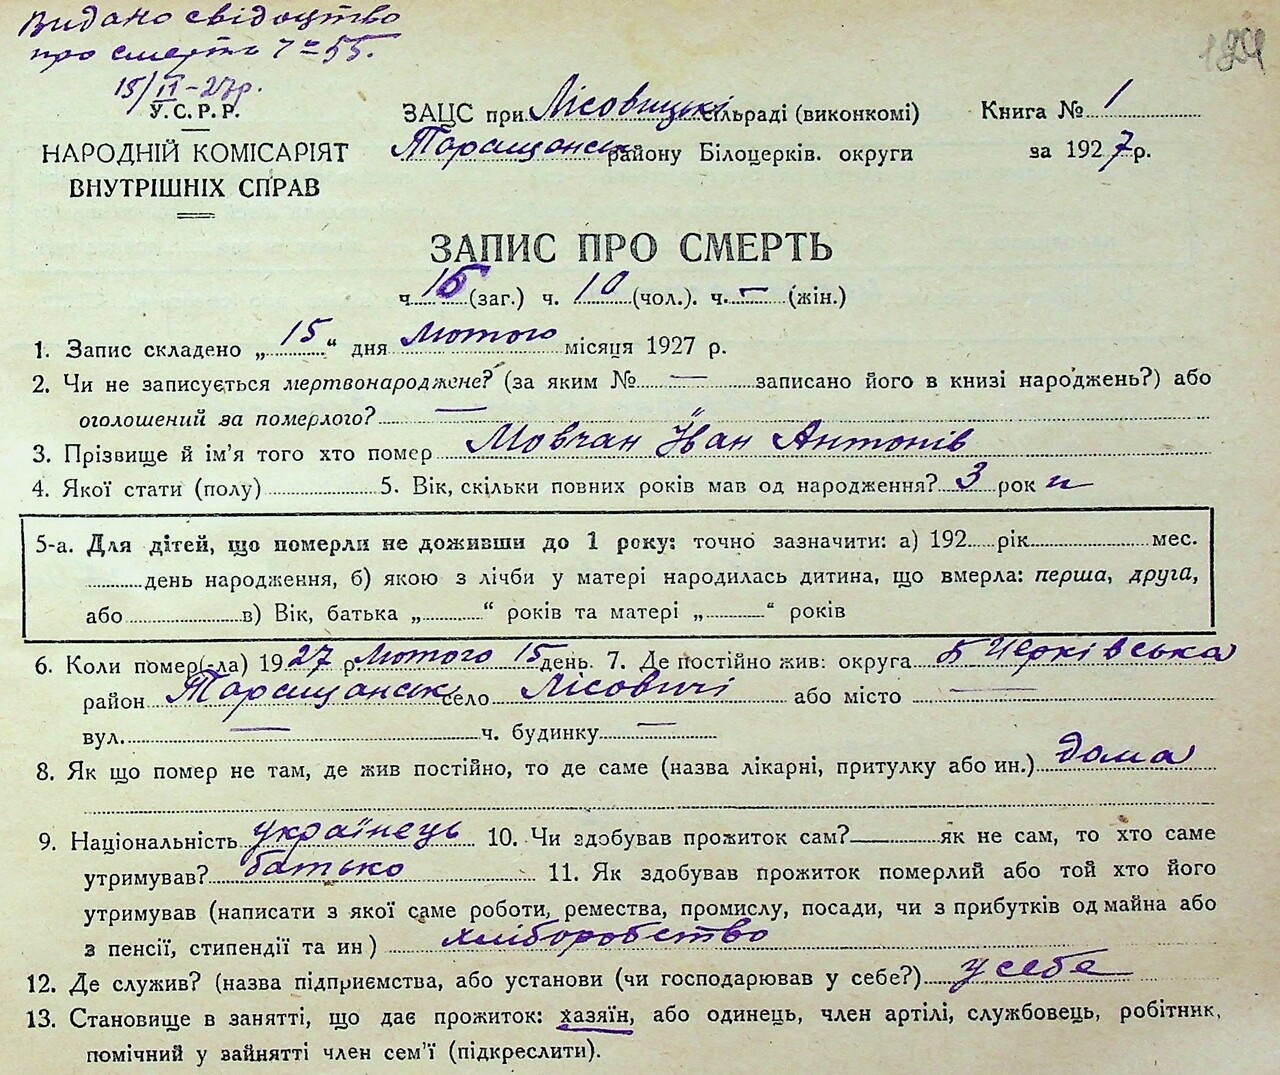 Видано свідоцтво
про смерть ч= 55.
15/II-27р.
У.С.Р.Р.
НАРОДНІЙ КОМІСАРІЯТ
ВНУТРІШНІХ СПРАВ
ЗАЦС при Лісовицькі сільраді (виконкомі)
Таращанськ району Білоцерків. округи
Книга № 1
за 1927 р.
ЗАПИС ПРО СМЕРТЬ
ч. 16 (заг.) ч. 10 (чол.). ч. – (жін.)
1. Запис складено „ 15 “ дня Лютого місяця 1927 р.
2. Чи не записується мертвонароджене? (за яким № — записано його в книзі народжень?) або
оголошений за померлого? —
3. Прізвище й ім'я того хто помер Мовчан Іван Антонів
4. Якої стати (полу) 5. Вік, скільки повних років мав од народження? 3 рок и
5-а. Для дітей, що померли не доживши до 1 року: точно зазначити: а) 192 рік мес.
день народження, б) якою з лічби у матері народилась дитина, що вмерла: перша, друга,
або в) Вік, батька „ “ років та матері „ “ років
6. Коли помер(-ла) 1927 р Лютого 15 день. 7. Де постійно жив: округа Б Черківська
район Таращанськ село Лісовичі або місто —
вул. — ч. будинку —
8. Як що помер не там, де жив постійно, то де саме (назва лікарні, притулку або ин.) дома
9. Національність українець 10. Чи здобував прожиток сам? — як не сам, то хто саме
утримував? батько 11. Як здобував прожиток померлий або той хто його
утримував (написати з якої саме роботи, ремества, промислу, посади, чи з прибутків од майна або
з пенсії, стипендії та ин ) хліборобство
12. Де служив? (назва підприємства, або установи (чи господарював у себе?) у себе
13. Становище в занятті, що дає прожиток: хазяїн, або одинець, член артілі, службовець, робітник,
помічний у зайнятті член сем'ї (підкреслити).